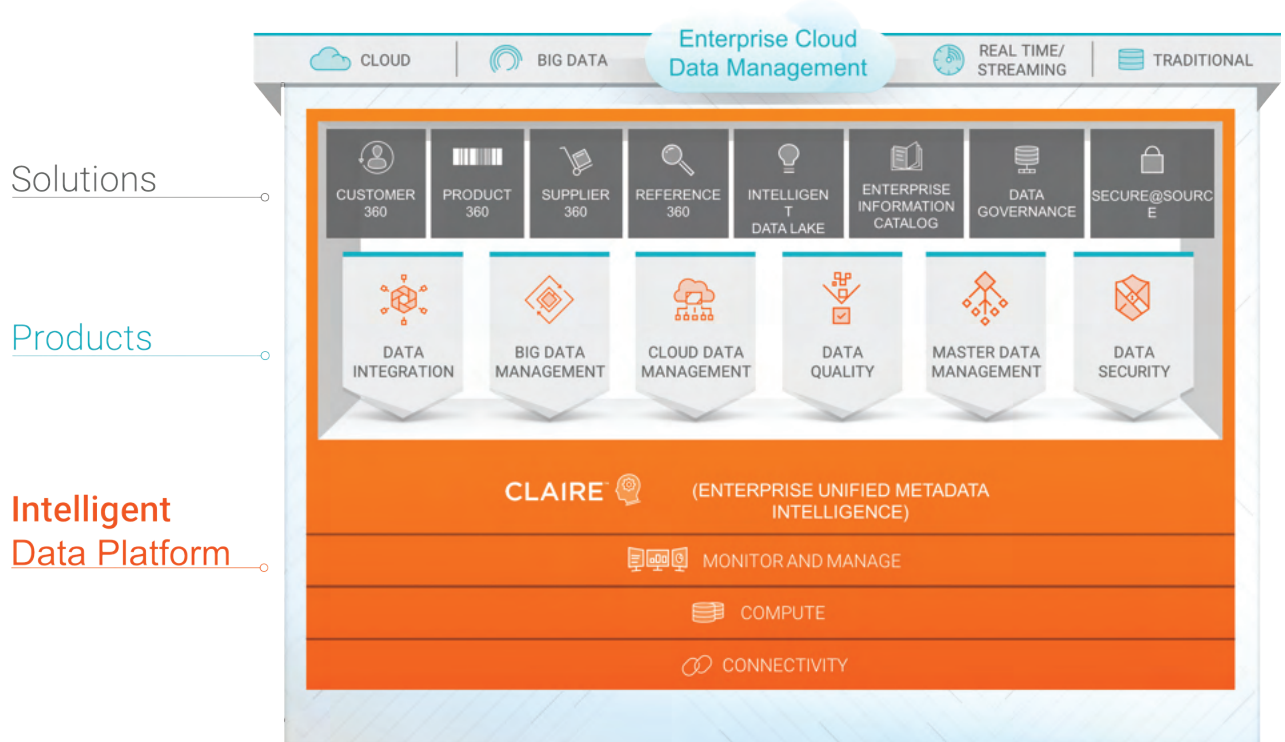 Enterprise Cloud
Data Management
CLOUD
BIG DATA
REAL TIME/
STREAMING
TRADITIONAL
Solutions
CUSTOMER
360
PRODUCT
360
SUPPLIER
360
REFERENCE
360
INTELLIGEN
T
DATA LAKE
ENTERPRISE
INFORMATION
CATALOG
DATA
GOVERNANCE
SECURE@SOURC
E
Products
DATA
INTEGRATION
BIG DATA
MANAGEMENT
CLOUD DATA
MANAGEMENT
DATA
QUALITY
MASTER DATA
MANAGEMENT
DATA
SECURITY
Intelligent
Data Platform
CLAIRE™
(ENTERPRISE UNIFIED METADATA
INTELLIGENCE)
MONITOR AND MANAGE
COMPUTE
CONNECTIVITY